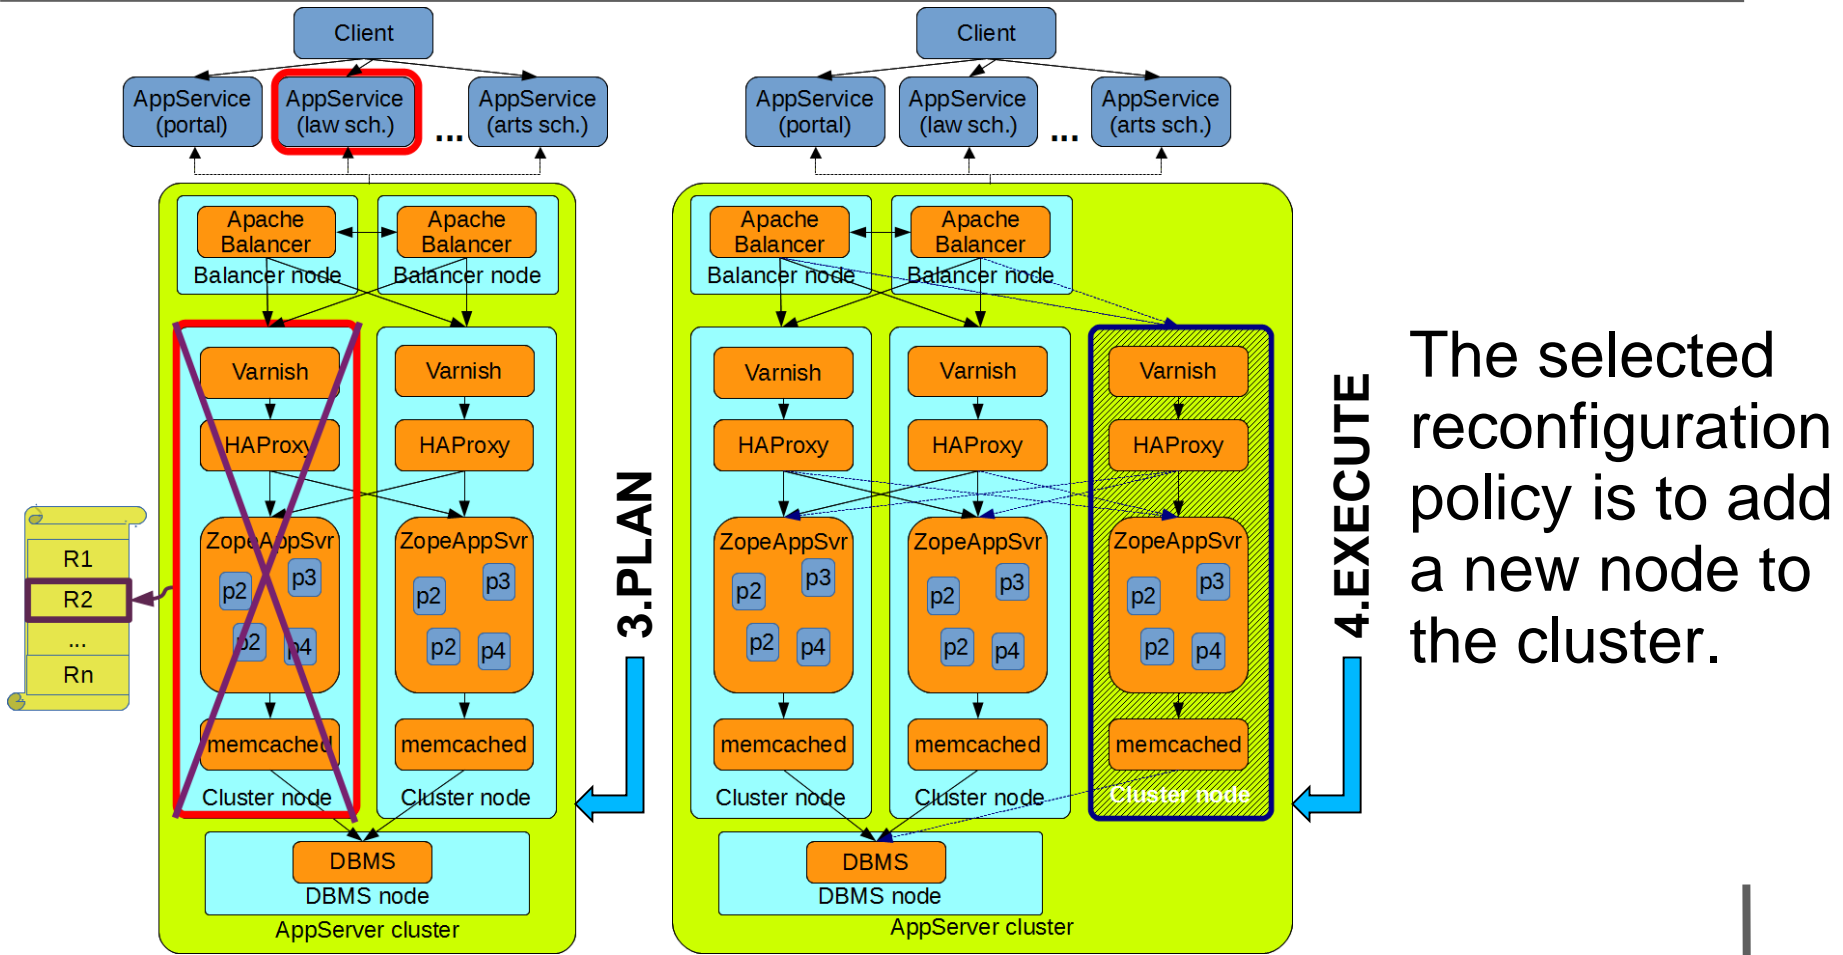 Client
AppService
(portal)
AppService
(law sch.)
...
AppService
(arts sch.)
Apache
Balancer
Balancer node
Apache
Balancer
Balancer node
Varnish
HAProxy
ZopeAppSvr
p2
p3
p2
p4
memcached
Cluster node
Varnish
HAProxy
ZopeAppSvr
p2
p3
p2
p4
memcached
Cluster node
DBMS
DBMS node
AppServer cluster
R1
R2
...
Rn
3.PLAN
Client
AppService
(portal)
AppService
(law sch.)
...
AppService
(arts sch.)
Apache
Balancer
Balancer node
Apache
Balancer
Balancer node
Varnish
HAProxy
ZopeAppSvr
p2
p3
p2
p4
memcached
Cluster node
Varnish
HAProxy
ZopeAppSvr
p2
p3
p2
p4
memcached
Cluster node
Varnish
HAProxy
ZopeAppSvr
p2
p3
p2
p4
memcached
Cluster node
DBMS
DBMS node
AppServer cluster
4.EXECUTE
The selected
reconfiguration
policy is to add
a new node to
the cluster.